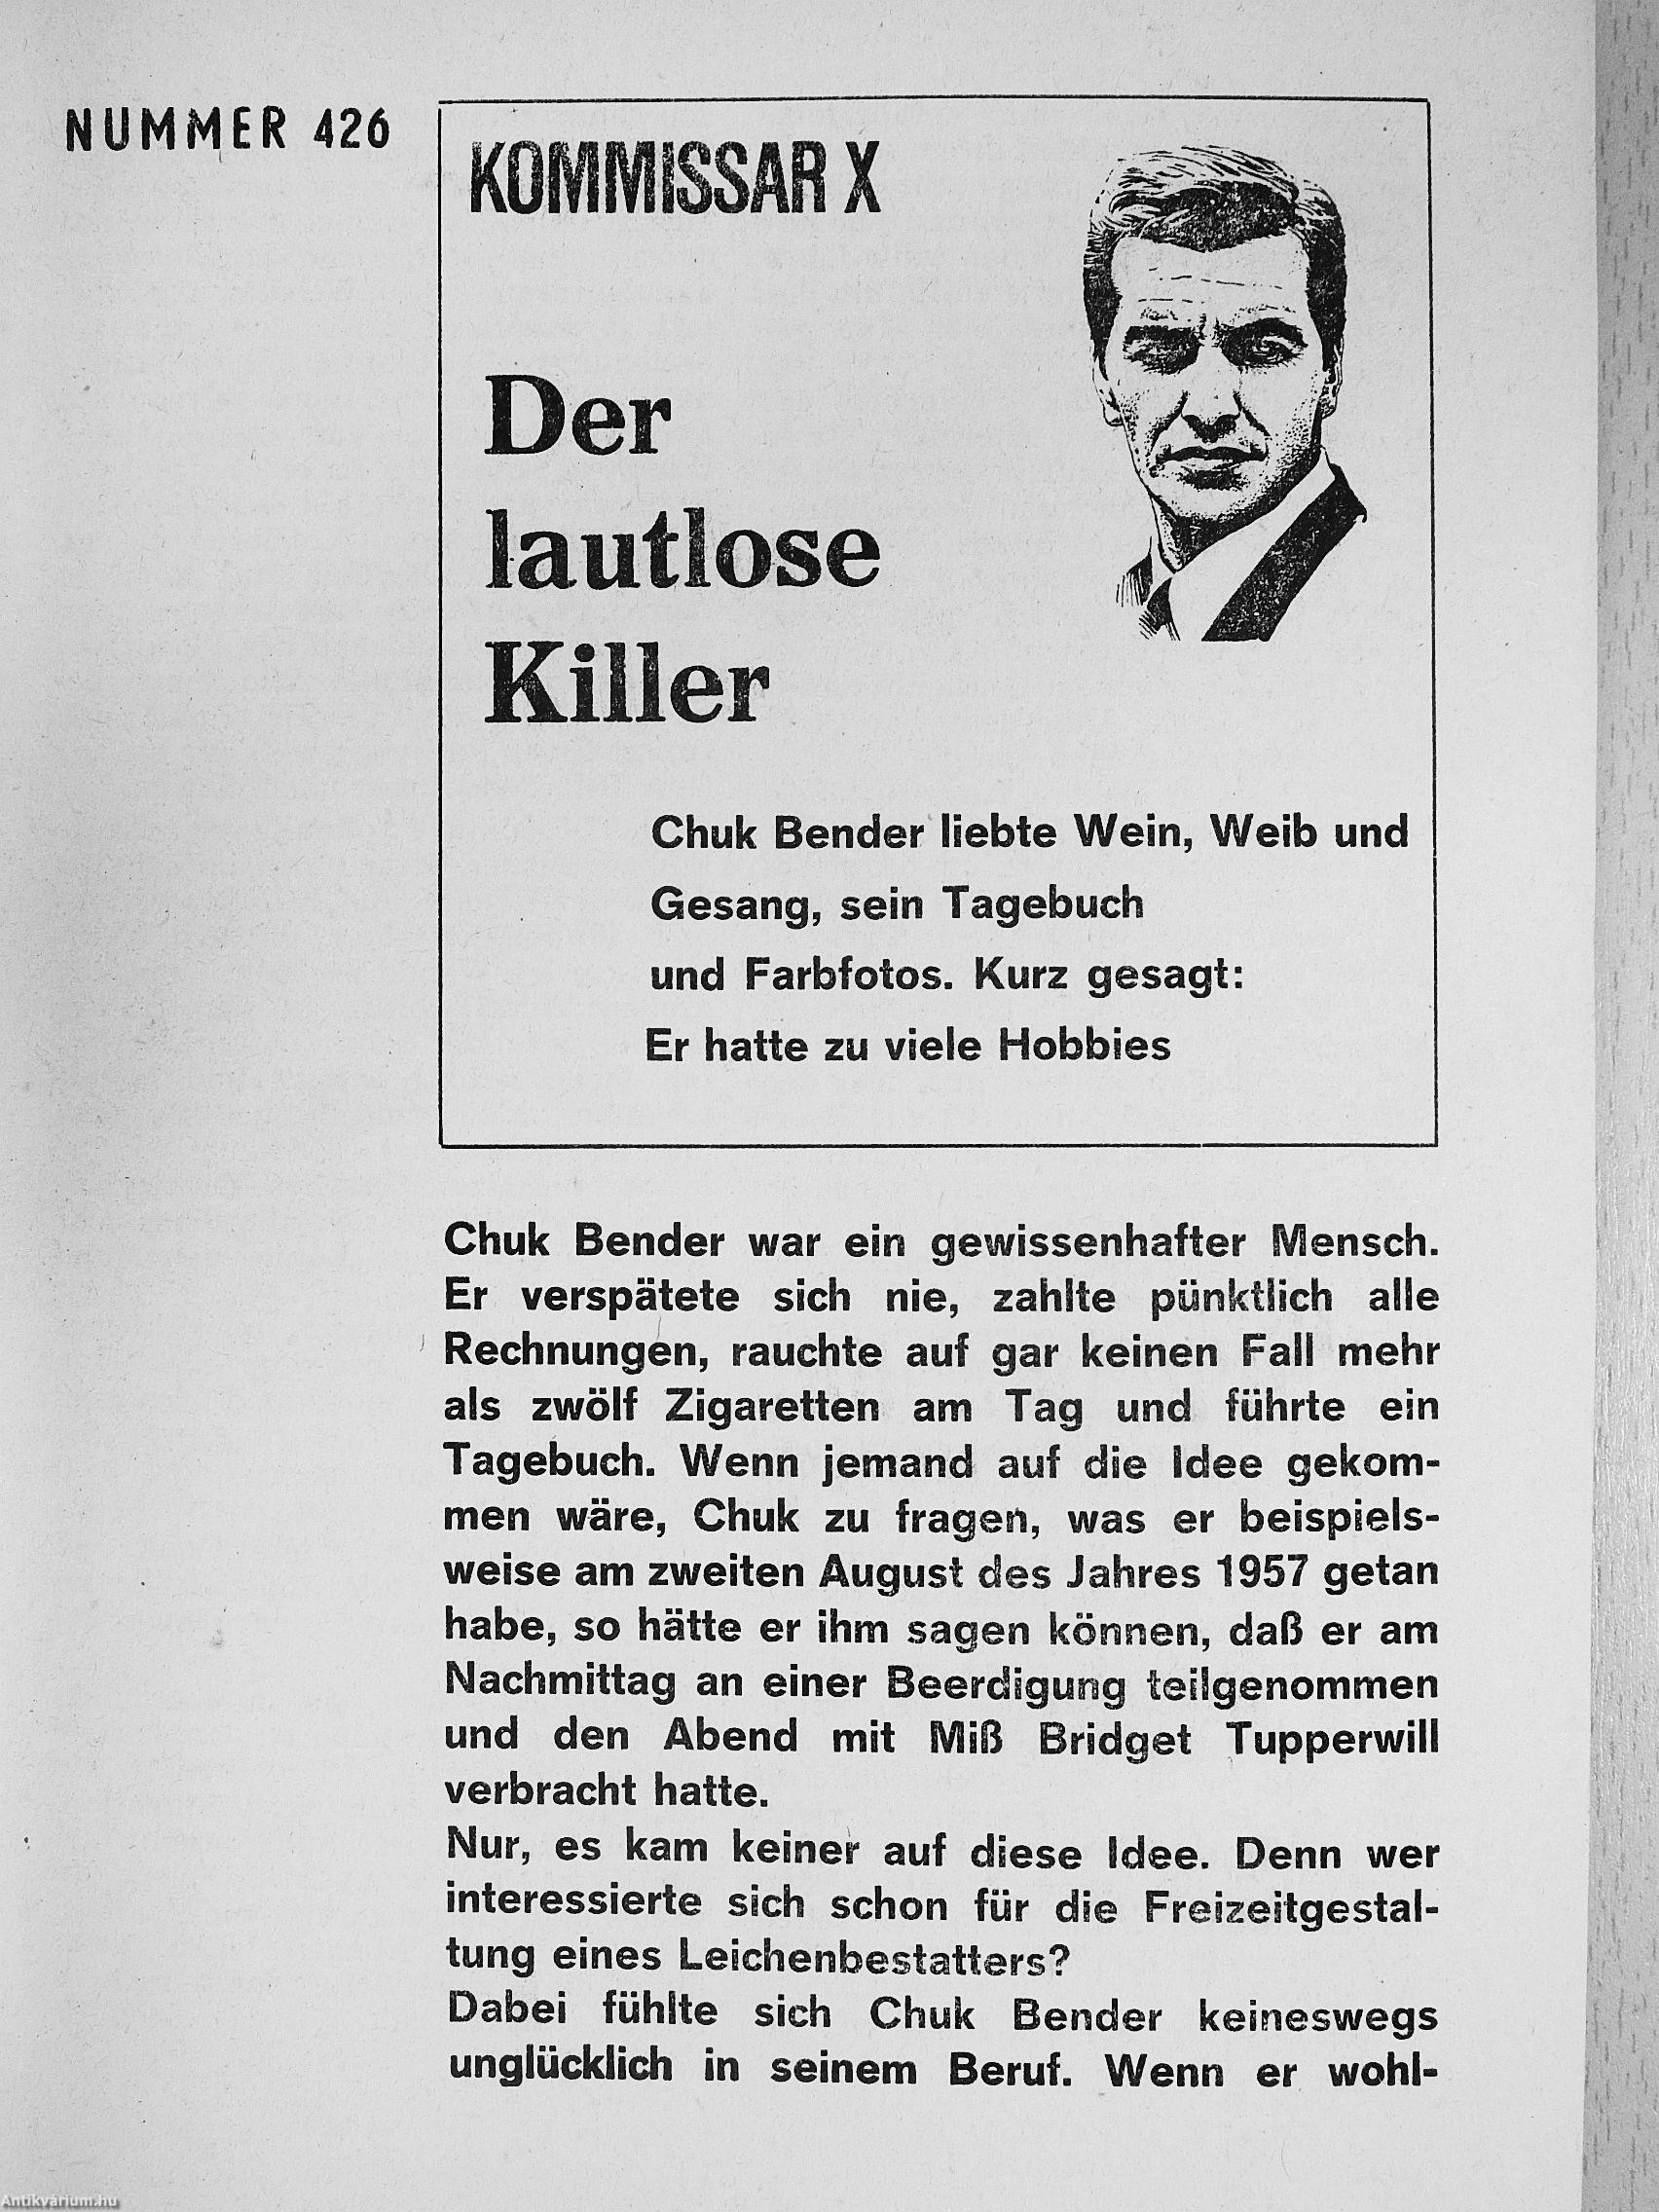 NUMMER 426
KOMMISSAR X
Der
lautlose
Killer
Chuk Bender liebte Wein, Weib und
Gesang, sein Tagebuch
und Farbfotos. Kurz gesagt:
Er hatte zu viele Hobbies
Chuk Bender war ein gewissenhafter Mensch.
Er verspätete sich nie, zahlte pünktlich alle
Rechnungen, rauchte auf gar keinen Fall mehr
als zwölf Zigaretten am Tag und führte ein
Tagebuch. Wenn jemand auf die Idee gekom-
men wäre, Chuk zu fragen, was er beispiels-
weise am zweiten August des Jahres 1957 getan
habe, so hätte er ihm sagen können, daß er am
Nachmittag an einer Beerdigung teilgenommen
und den Abend mit Miß Bridget Tupperwill
verbracht hatte.
Nur, es kam keiner auf diese Idee. Denn wer
interessierte sich schon für die Freizeitgestal-
tung eines Leichenbestatters?
Dabei fühlte sich Chuk Bender keineswegs
unglücklich in seinem Beruf. Wenn er wohl-
Antikvarium.hu